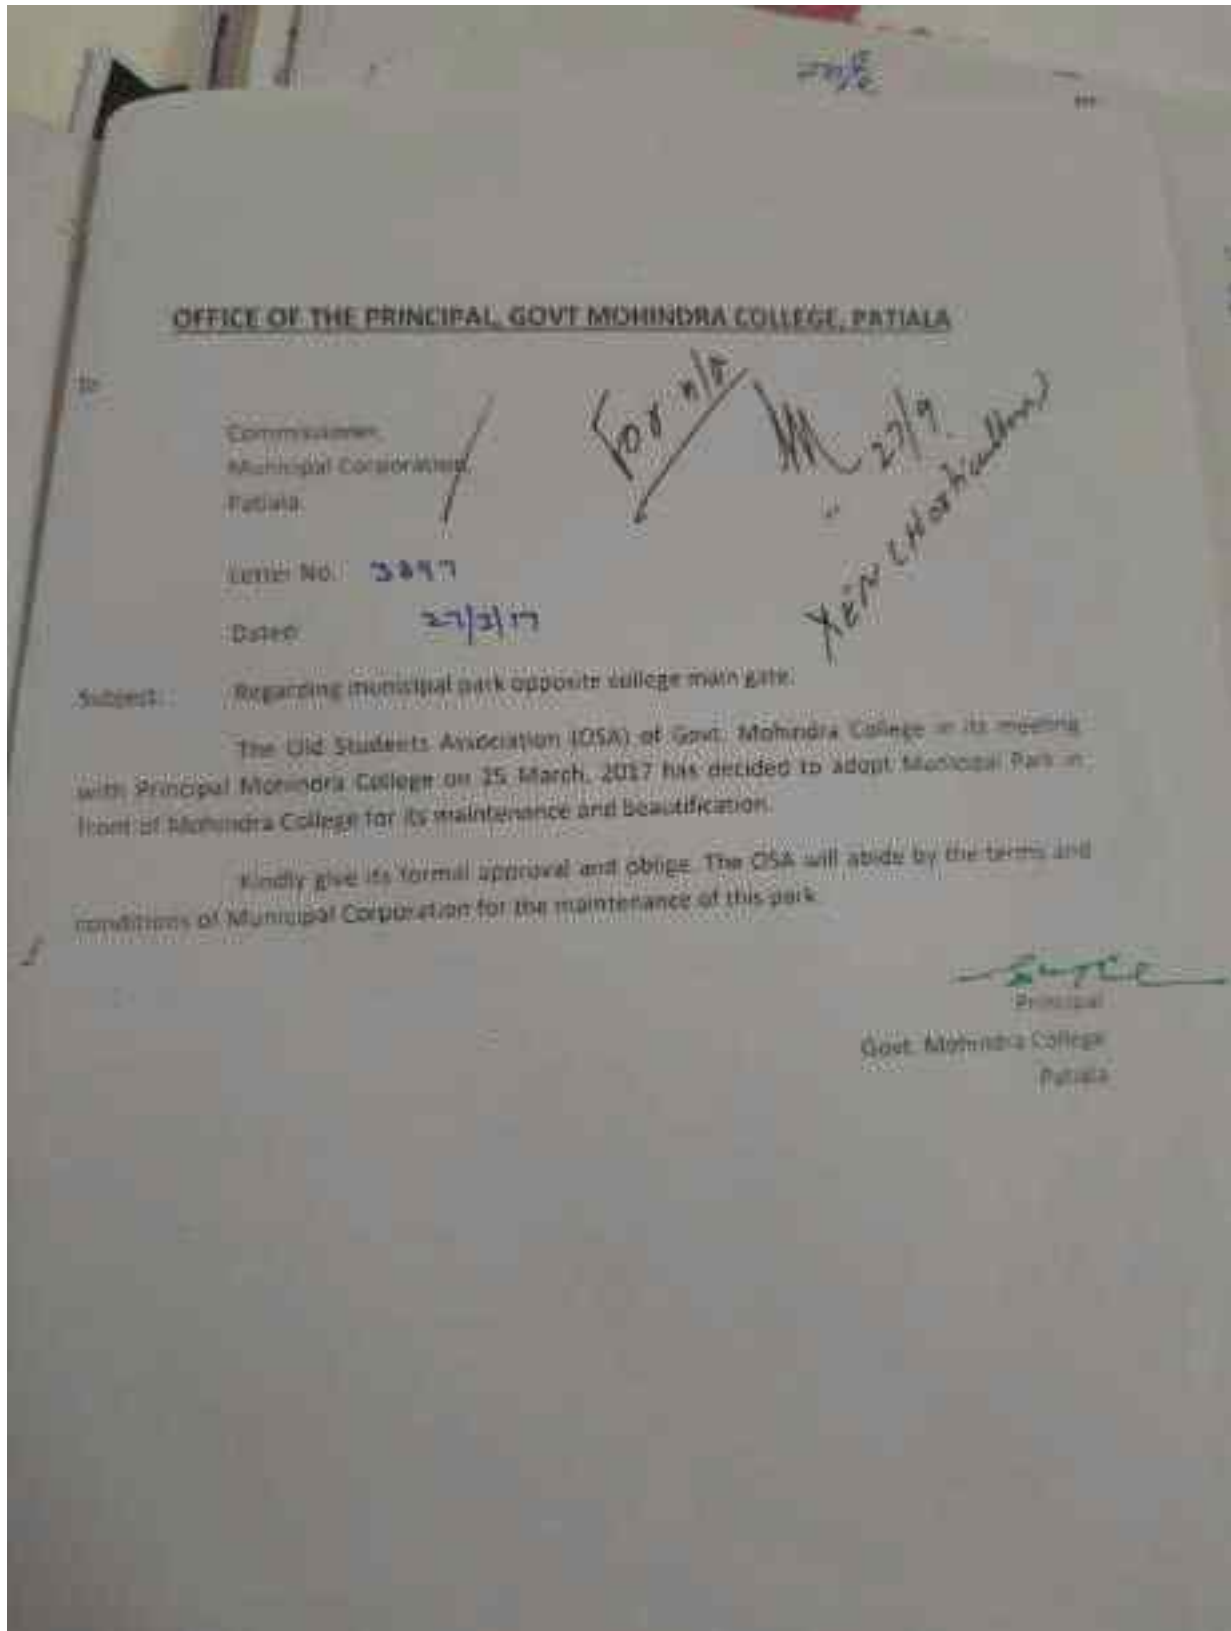 OFFICE OF THE PRINCIPAL, GOVT MOHINDRA COLLEGE, PATIALA
To
For n/a
27/9
Commissioner,
Municipal Corporation,
Patiala.
XEN (Horticulture)
Letter No. 3897
Dated: 27/3/17
Subject: Regarding municipal park opposite college main gate.
The Old Students Association (OSA) of Govt. Mohindra College in its meeting
with Principal Mohindra College on 25 March, 2017 has decided to adopt Municipal Park in
front of Mohindra College for its maintenance and beautification.
Kindly give its formal approval and oblige. The OSA will abide by the terms and
conditions of Municipal Corporation for the maintenance of this park.
Principal
Govt. Mohindra College
Patiala